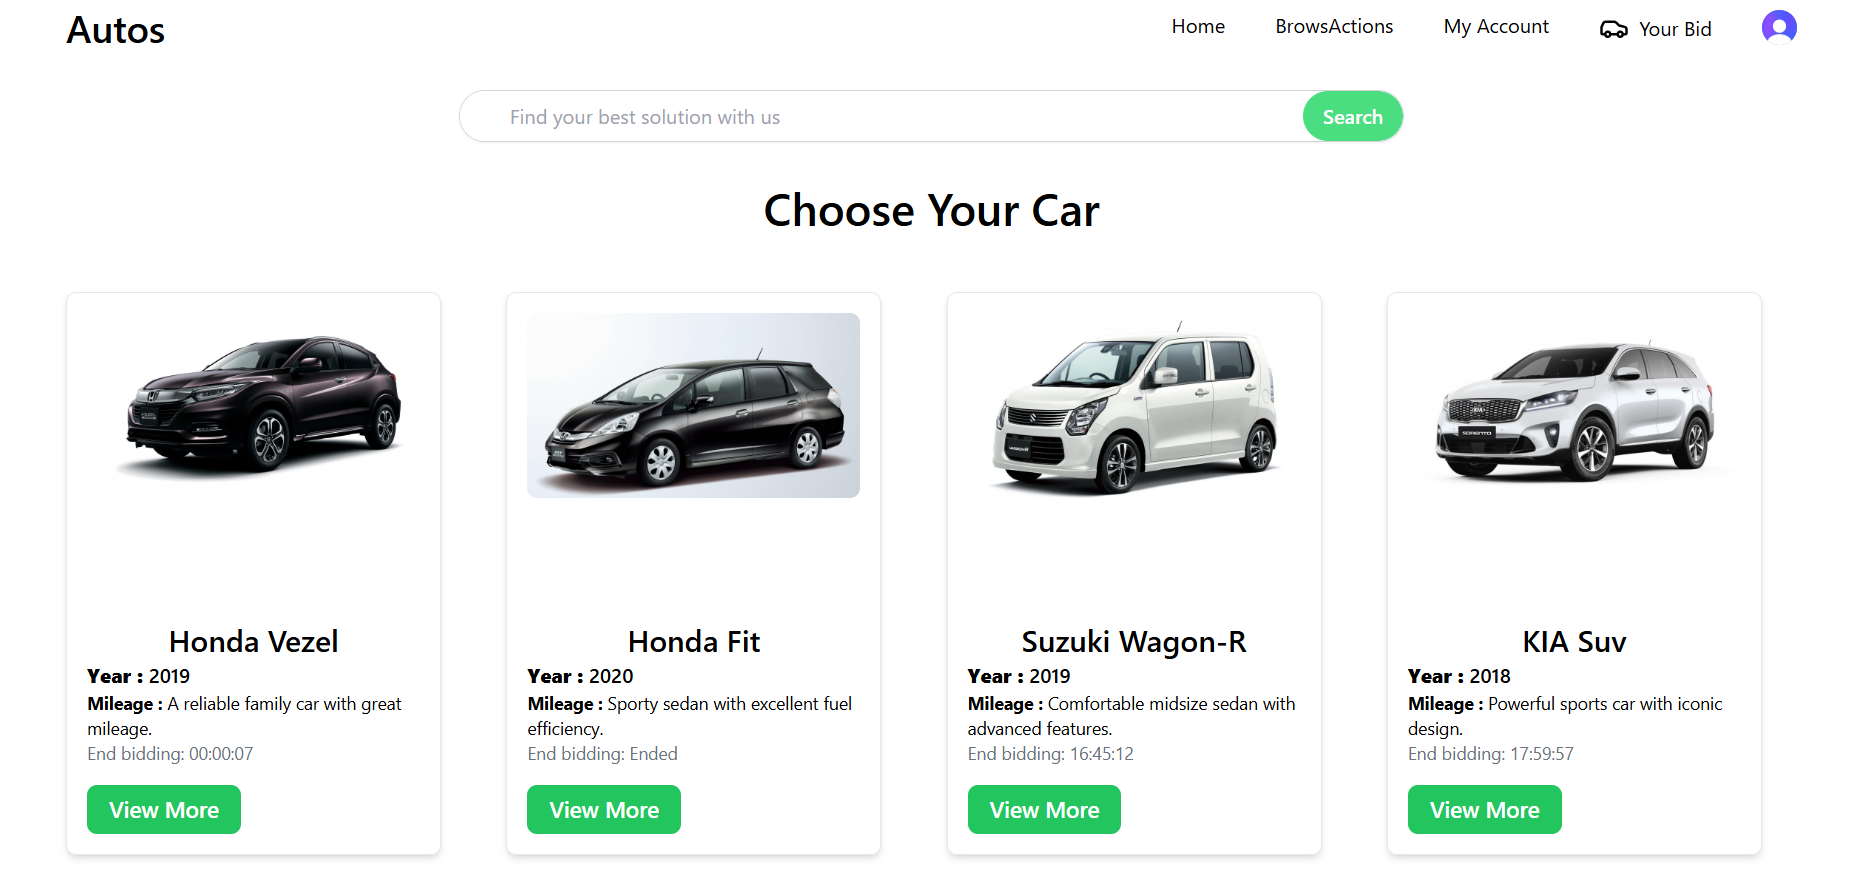 Autos
Home
BrowsActions
My Account
Your Bid
Find your best solution with us
Search
Choose Your Car
SORENTO
Honda Vezel
Year : 2019
Mileage : A reliable family car with great
mileage.
End bidding: 00:00:07
View More
Honda Fit
Year : 2020
Mileage : Sporty sedan with excellent fuel
efficiency.
End bidding: Ended
View More
Suzuki Wagon-R
Year : 2019
Mileage : Comfortable midsize sedan with
advanced features.
End bidding: 16:45:12
View More
KIA Suv
Year : 2018
Mileage : Powerful sports car with iconic
design.
End bidding: 17:59:57
View More